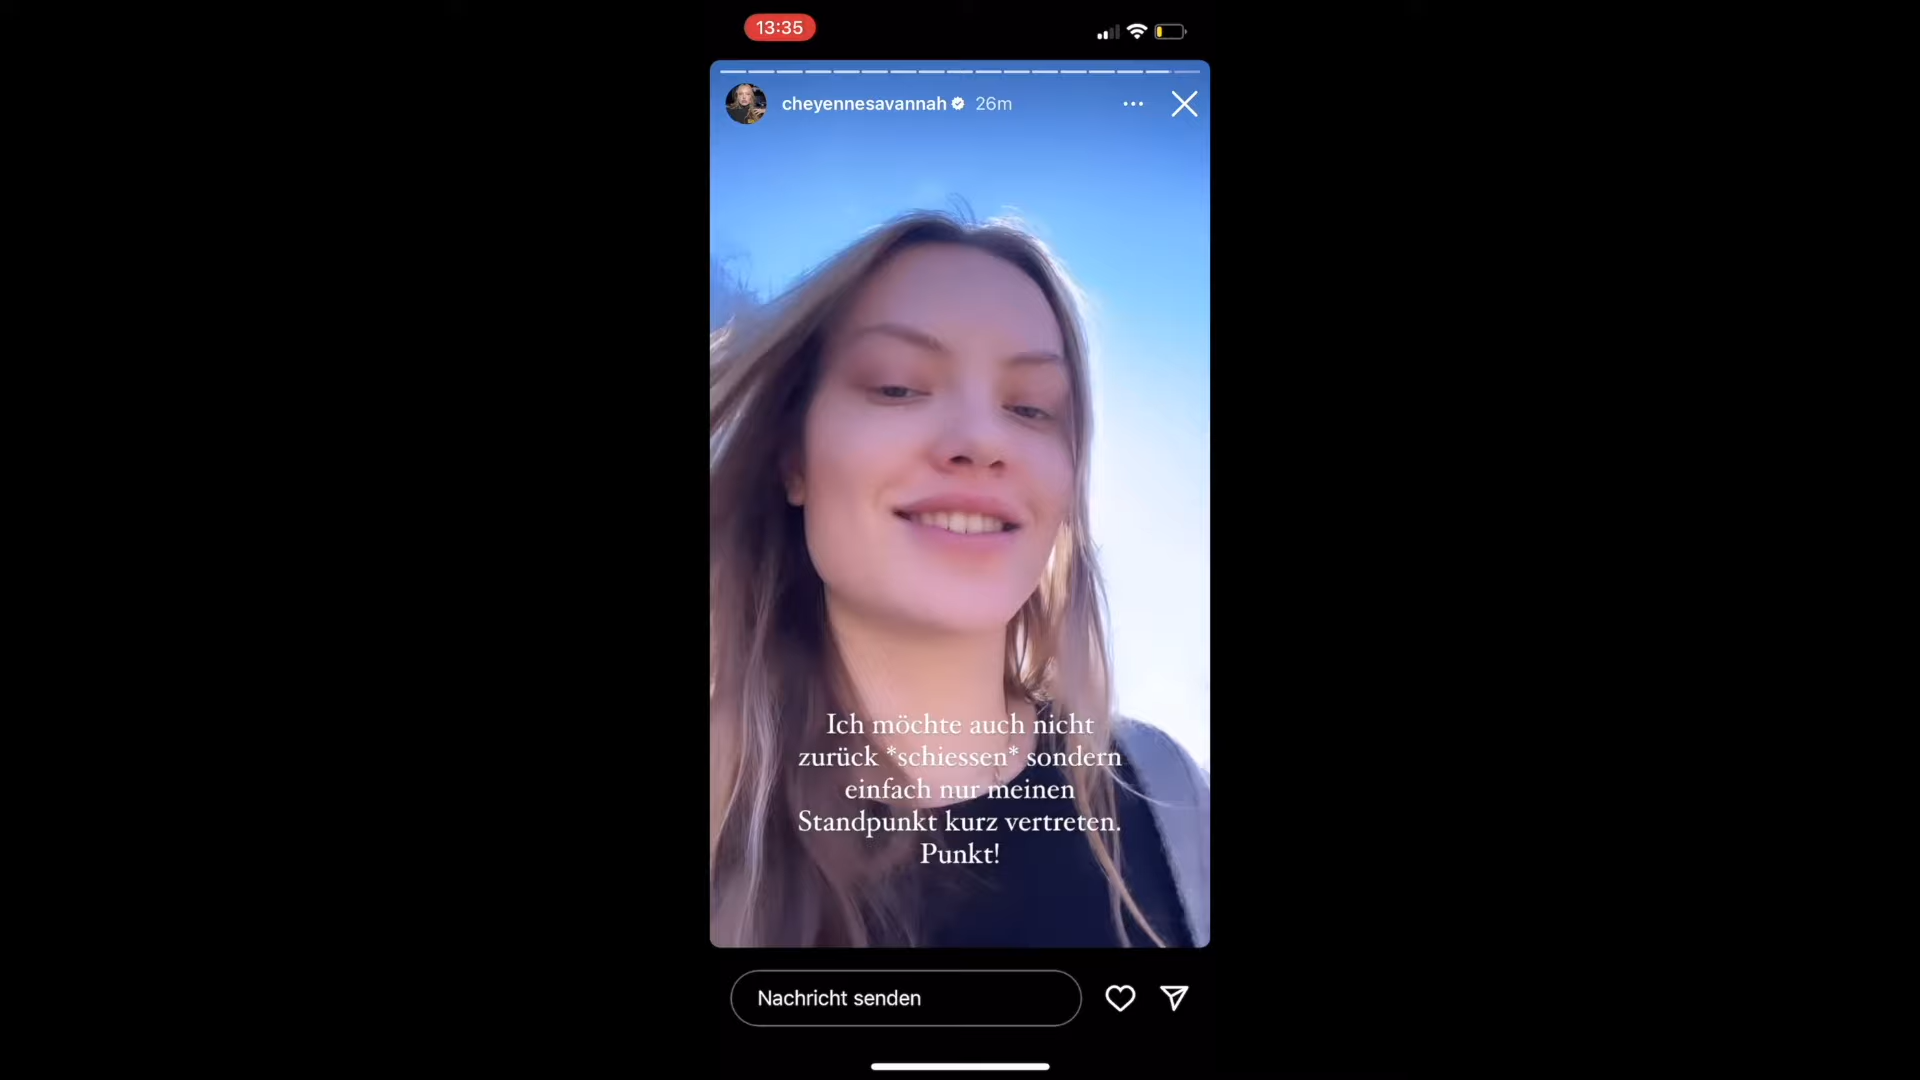 13:35
cheyennesavannah 26m
Ich möchte auch nicht
zurück *schiessen* sondern
einfach nur meinen
Standpunkt kurz vertreten.
Punkt!
Nachricht senden